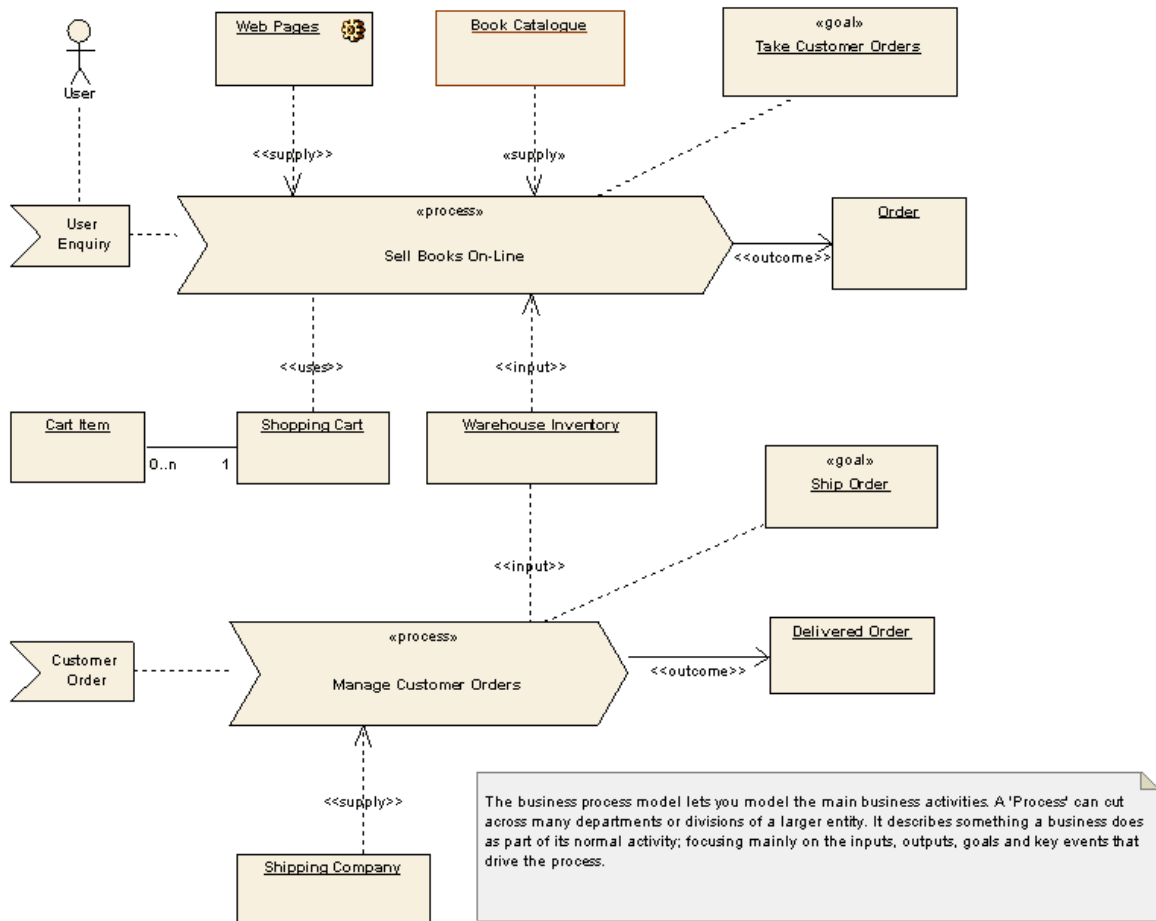 Web Pages
Book Catalogue
«goal»
Take Customer Orders
User
<<supply>>
«supply»
User
Enquiry
«process»
Sell Books On-Line
Order
<<outcome>>
<<uses>>
<<input>>
Cart Item
0..n
1
Shopping Cart
Warehouse Inventory
«goal»
Ship Order
<<input>>
Customer
Order
«process»
Manage Customer Orders
Delivered Order
<<outcome>>
<<supply>>
Shipping Company
The business process model lets you model the main business activities. A 'Process' can cut
across many departments or divisions of a larger entity. It describes something a business does
as part of its normal activity; focusing mainly on the inputs, outputs, goals and key events that
drive the process.